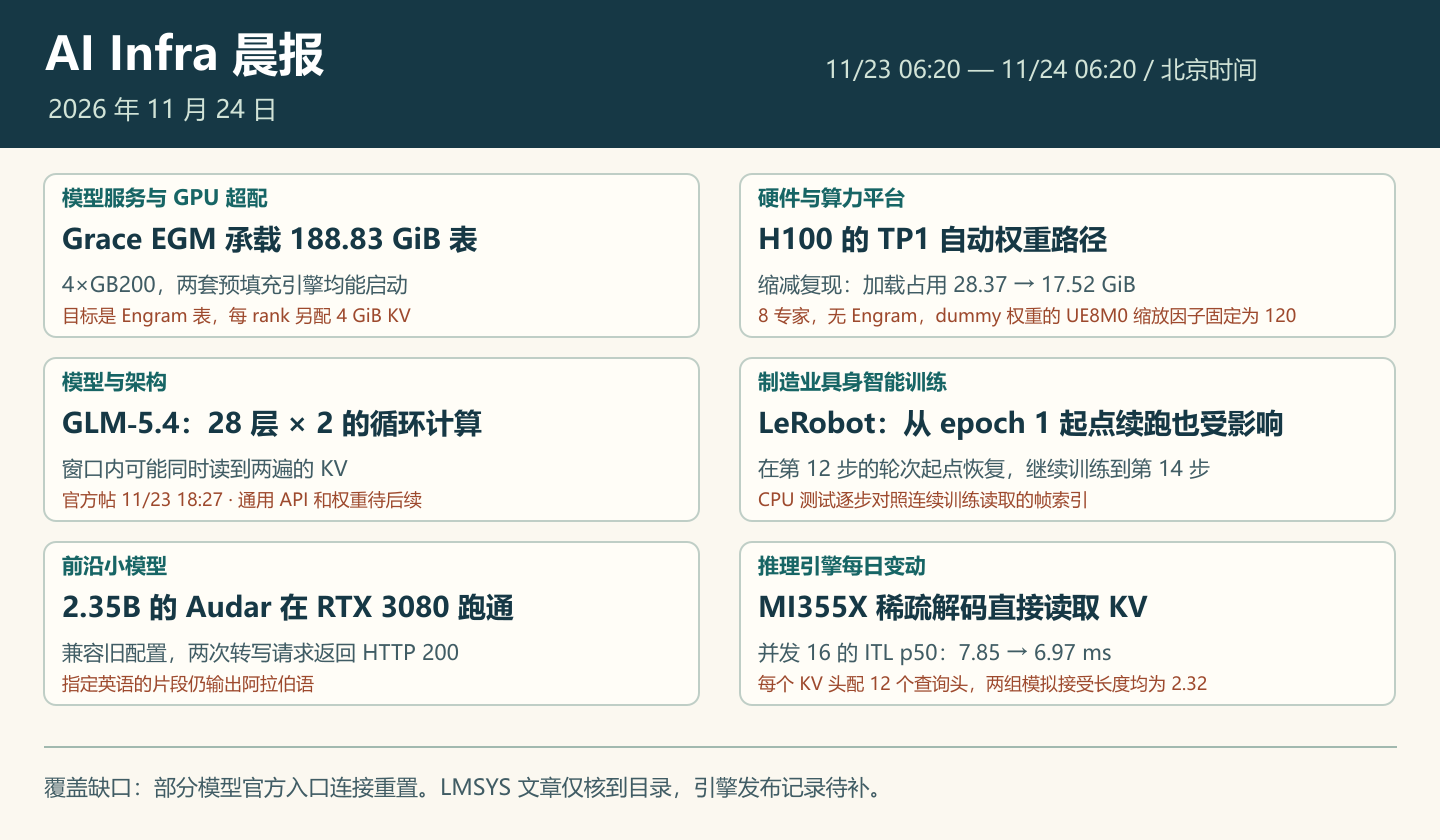 AI Infra 晨报
11/23 06:20 — 11/24 06:20 / 北京时间
2026 年 11 月 24 日
模型服务与 GPU 超配
Grace EGM 承载 188.83 GiB 表
4×GB200，两套预填充引擎均能启动
目标是 Engram 表，每 rank 另配 4 GiB KV
硬件与算力平台
H100 的 TP1 自动权重路径
缩减复现：加载占用 28.37 → 17.52 GiB
8 专家，无 Engram，dummy 权重的 UE8M0 缩放因子固定为 120
模型与架构
GLM-5.4：28 层 × 2 的循环计算
窗口内可能同时读到两遍的 KV
官方帖 11/23 18:27 · 通用 API 和权重待后续
制造业具身智能训练
LeRobot：从 epoch 1 起点续跑也受影响
在第 12 步的轮次起点恢复，继续训练到第 14 步
CPU 测试逐步对照连续训练读取的帧索引
前沿小模型
2.35B 的 Audar 在 RTX 3080 跑通
兼容旧配置，两次转写请求返回 HTTP 200
指定英语的片段仍输出阿拉伯语
推理引擎每日变动
MI355X 稀疏解码直接读取 KV
并发 16 的 ITL p50：7.85 → 6.97 ms
每个 KV 头配 12 个查询头，两组模拟接受长度均为 2.32
覆盖缺口：部分模型官方入口连接重置。LMSYS 文章仅核到目录，引擎发布记录待补。